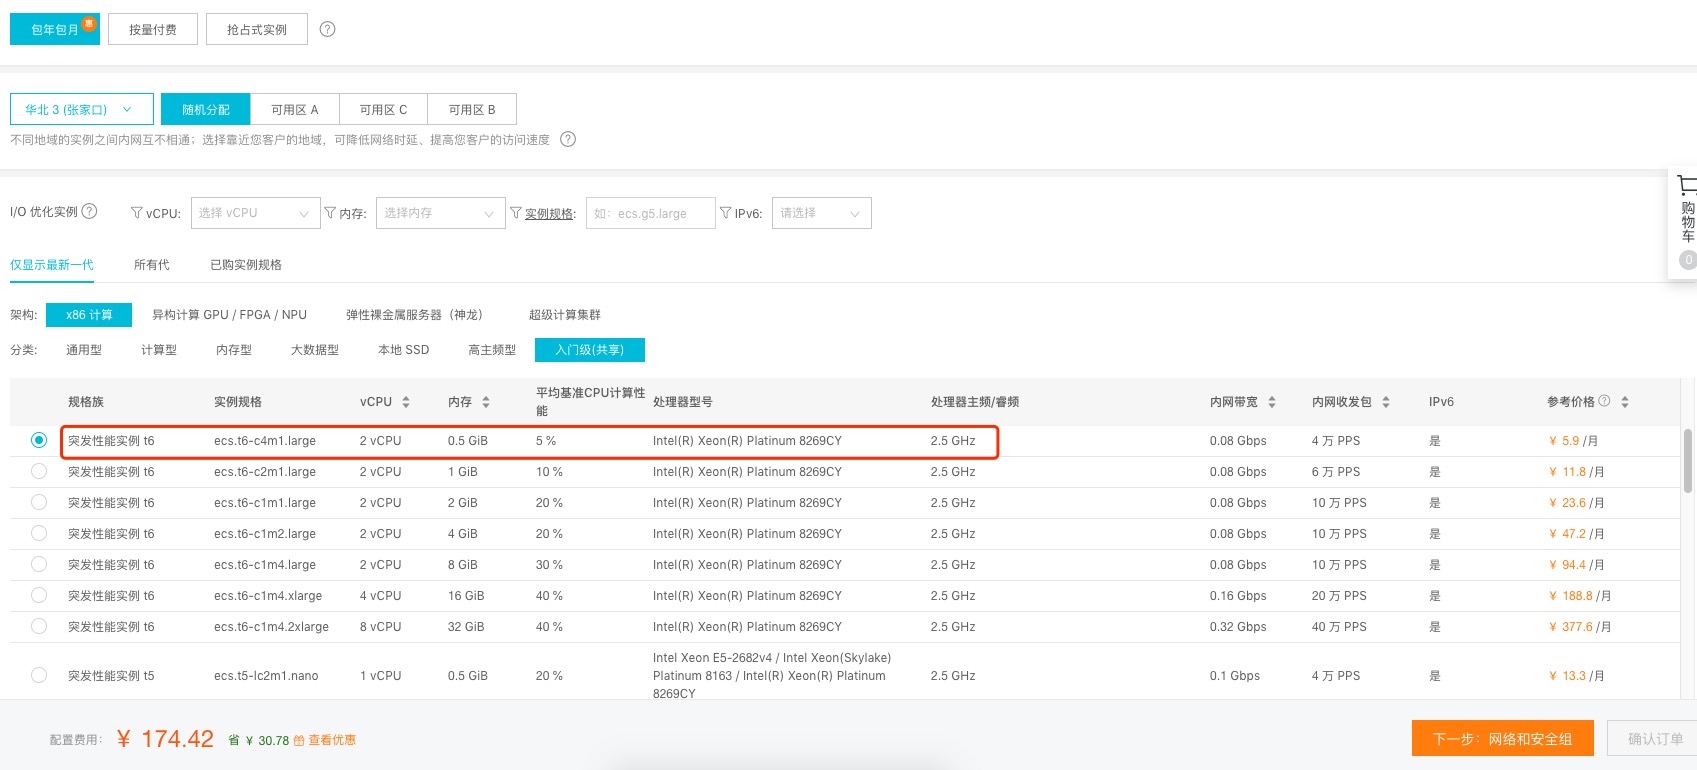 包年包月 惠 按量付费 抢占式实例 ?
华北 3 (张家口) 随机分配 可用区 A 可用区 C 可用区 B
不同地域的实例之间内网互不相通；选择靠近您客户的地域，可降低网络时延、提高您客户的访问速度 ?
购物车
0
I/O 优化实例 ? vCPU: 选择 vCPU 内存: 选择内存 实例规格: 如：ecs.g5.large IPv6: 请选择
仅显示最新一代 所有代 已购实例规格
架构: x86 计算 异构计算 GPU / FPGA / NPU 弹性裸金属服务器（神龙） 超级计算集群
分类: 通用型 计算型 内存型 大数据型 本地 SSD 高主频型 入门级(共享)
规格族 实例规格 vCPU 内存 平均基准CPU计算性能 处理器型号 处理器主频/睿频 内网带宽 内网收发包 IPv6 参考价格 ?
突发性能实例 t6 ecs.t6-c4m1.large 2 vCPU 0.5 GiB 5 % Intel(R) Xeon(R) Platinum 8269CY 2.5 GHz 0.08 Gbps 4 万 PPS 是 ¥ 5.9 /月
突发性能实例 t6 ecs.t6-c2m1.large 2 vCPU 1 GiB 10 % Intel(R) Xeon(R) Platinum 8269CY 2.5 GHz 0.08 Gbps 6 万 PPS 是 ¥ 11.8 /月
突发性能实例 t6 ecs.t6-c1m1.large 2 vCPU 2 GiB 20 % Intel(R) Xeon(R) Platinum 8269CY 2.5 GHz 0.08 Gbps 10 万 PPS 是 ¥ 23.6 /月
突发性能实例 t6 ecs.t6-c1m2.large 2 vCPU 4 GiB 20 % Intel(R) Xeon(R) Platinum 8269CY 2.5 GHz 0.08 Gbps 10 万 PPS 是 ¥ 47.2 /月
突发性能实例 t6 ecs.t6-c1m4.large 2 vCPU 8 GiB 30 % Intel(R) Xeon(R) Platinum 8269CY 2.5 GHz 0.08 Gbps 10 万 PPS 是 ¥ 94.4 /月
突发性能实例 t6 ecs.t6-c1m4.xlarge 4 vCPU 16 GiB 40 % Intel(R) Xeon(R) Platinum 8269CY 2.5 GHz 0.16 Gbps 20 万 PPS 是 ¥ 188.8 /月
突发性能实例 t6 ecs.t6-c1m4.2xlarge 8 vCPU 32 GiB 40 % Intel(R) Xeon(R) Platinum 8269CY 2.5 GHz 0.32 Gbps 40 万 PPS 是 ¥ 377.6 /月
突发性能实例 t5 ecs.t5-lc2m1.nano 1 vCPU 0.5 GiB 20 % Intel Xeon E5-2682v4 / Intel Xeon(Skylake) Platinum 8163 / Intel(R) Xeon(R) Platinum 8269CY 2.5 GHz 0.1 Gbps 4 万 PPS 是 ¥ 13.3 /月
配置费用： ¥ 174.42 省 ¥ 30.78 查看优惠 下一步：网络和安全组 确认订单